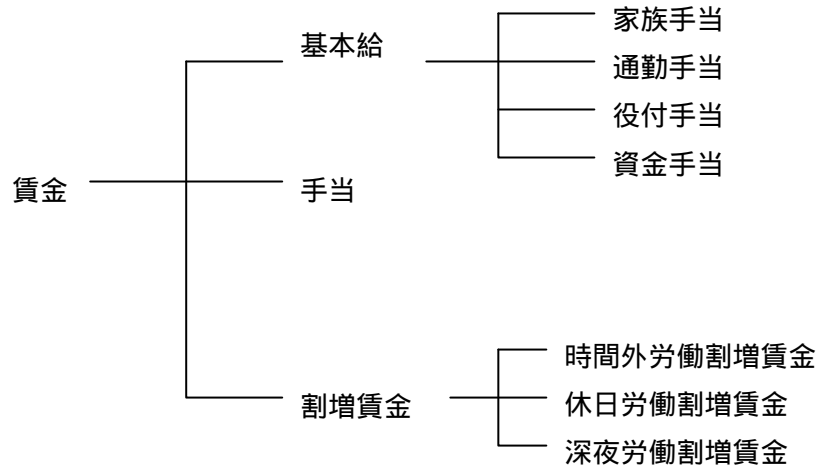 家族手当
基本給
通勤手当
役付手当
資金手当
賃金
手当
時間外労働割増賃金
割増賃金
休日労働割増賃金
深夜労働割増賃金